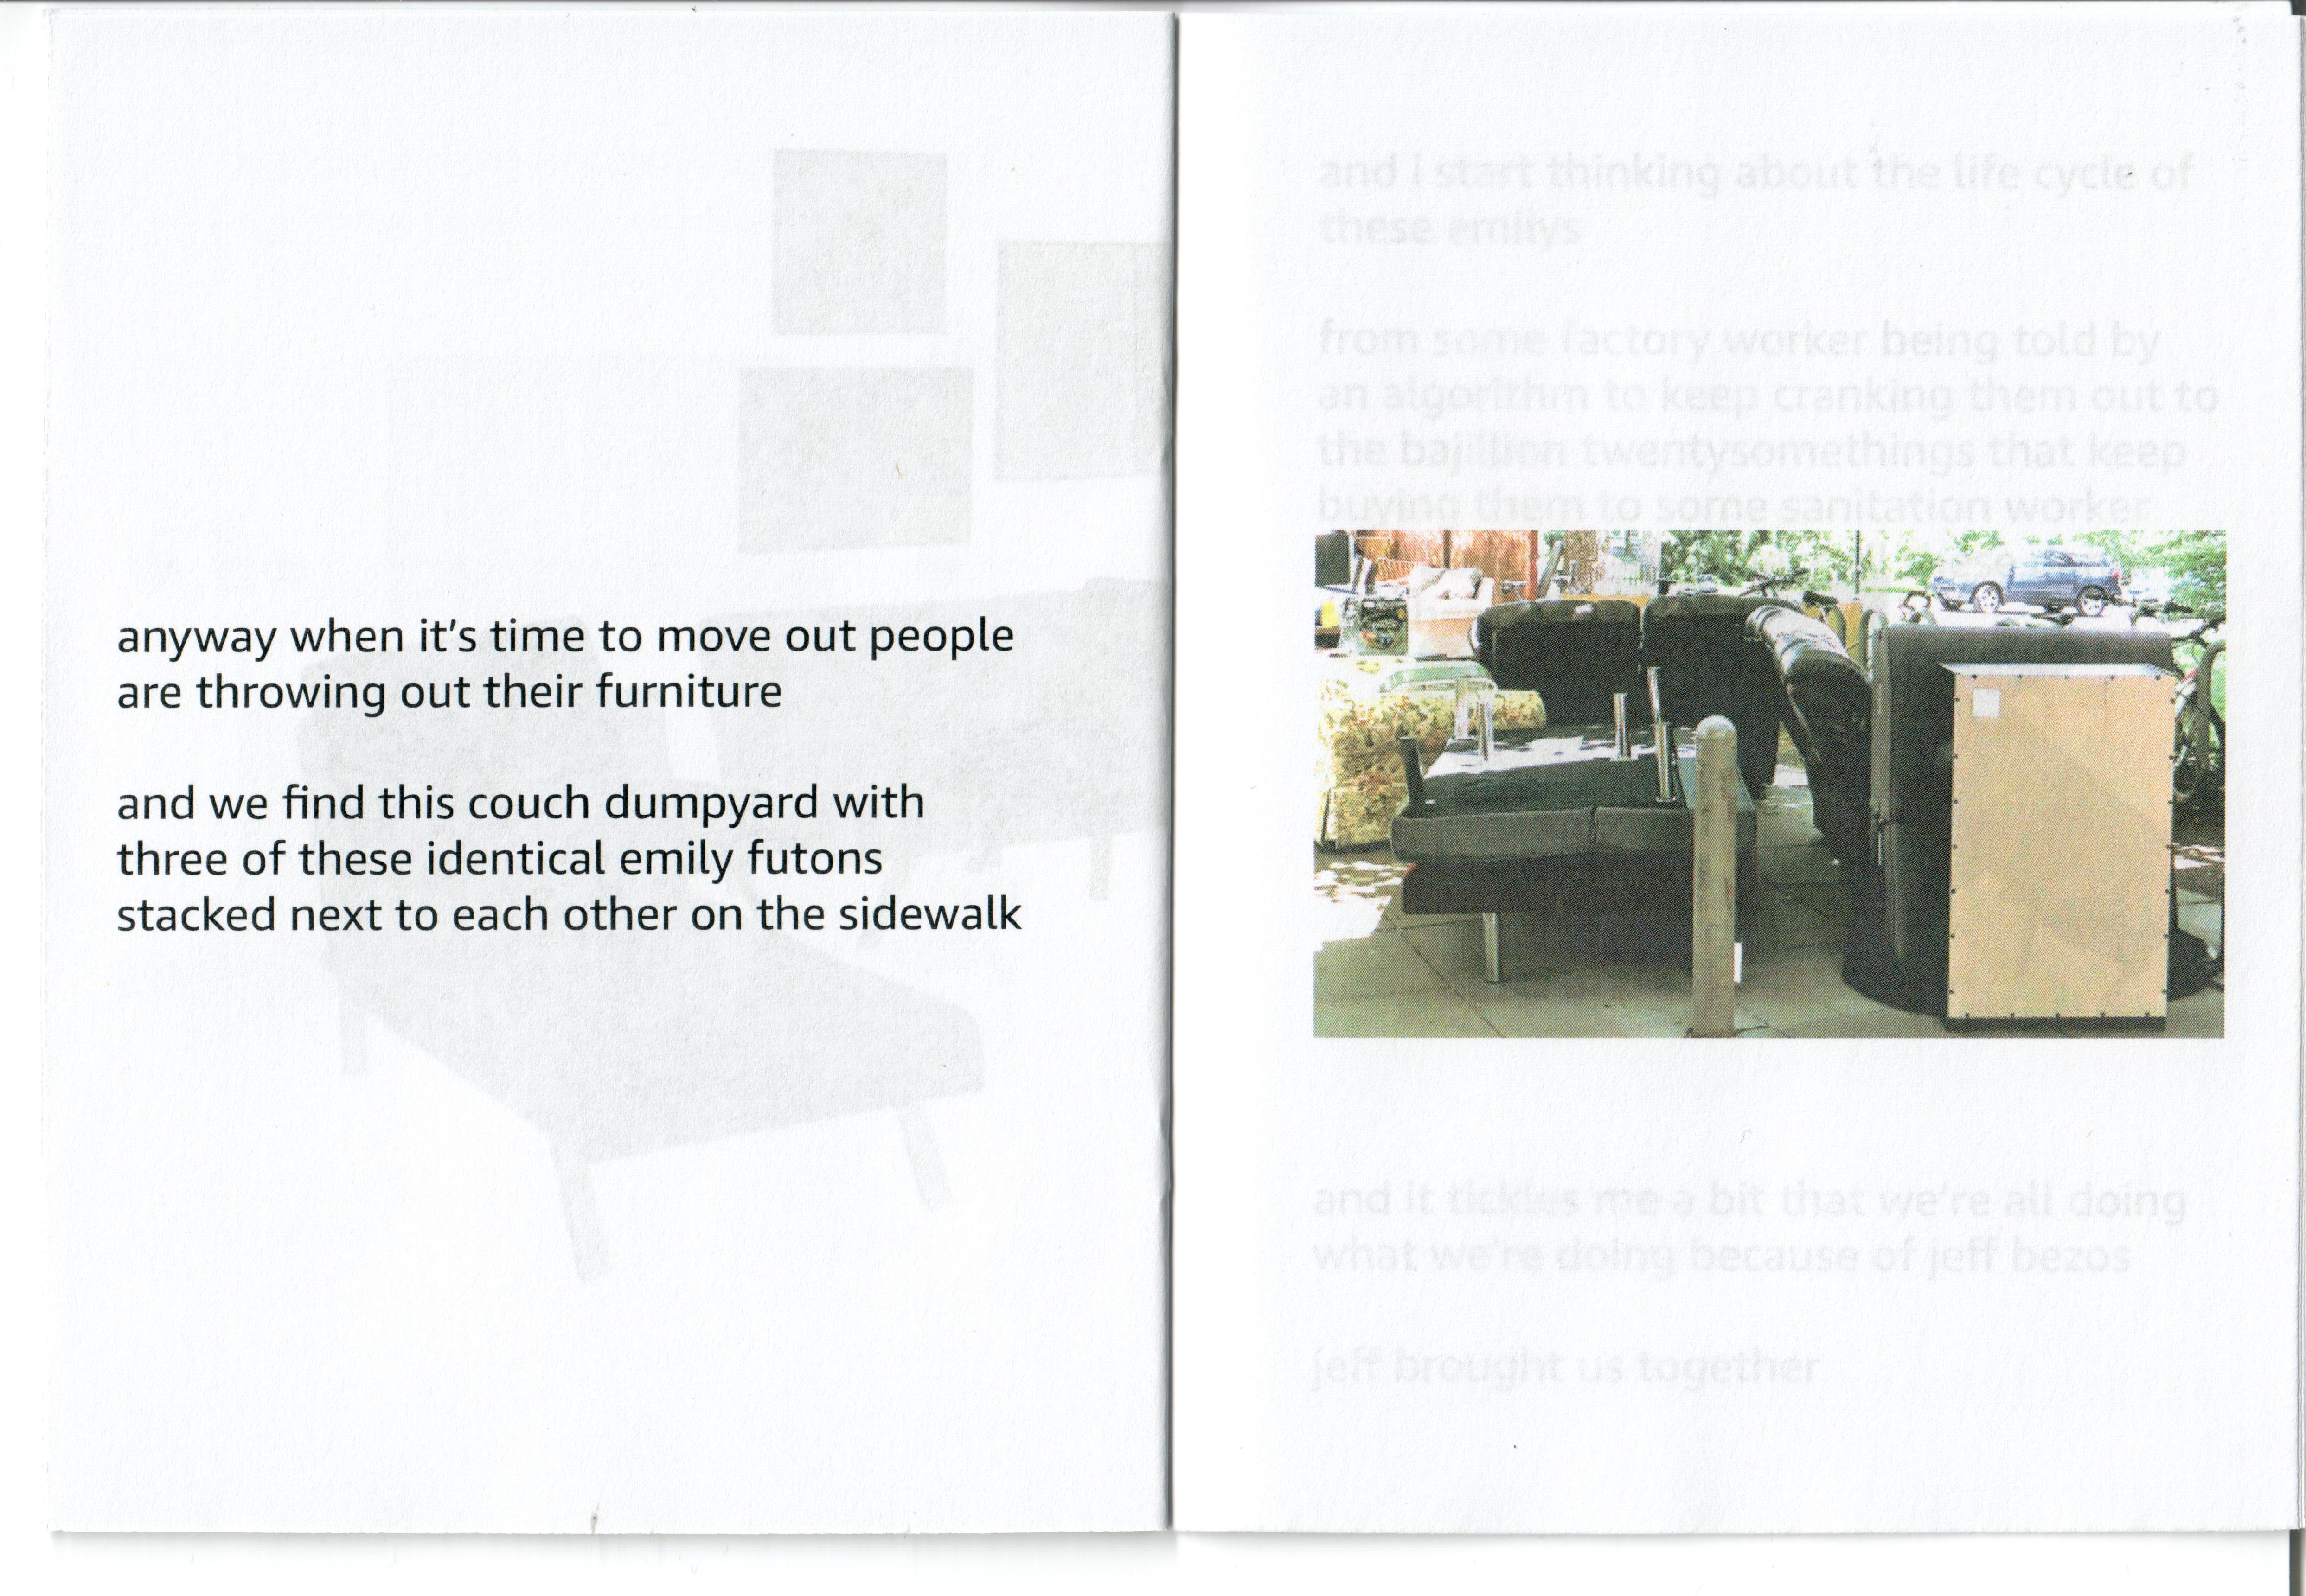 anyway when it's time to move out people
are throwing out their furniture
and we find this couch dumpyard with
three of these identical emily futons
stacked next to each other on the sidewalk
and i start thinking about the life cycle of
these emilys
from some factory worker being told by
an algorithm to keep cranking them out to
the bajillion twentysomethings that keep
buying them to some sanitation worker
and it tickles me a bit that we're all doing
what we're doing because of jeff bezos
jeff brought us together